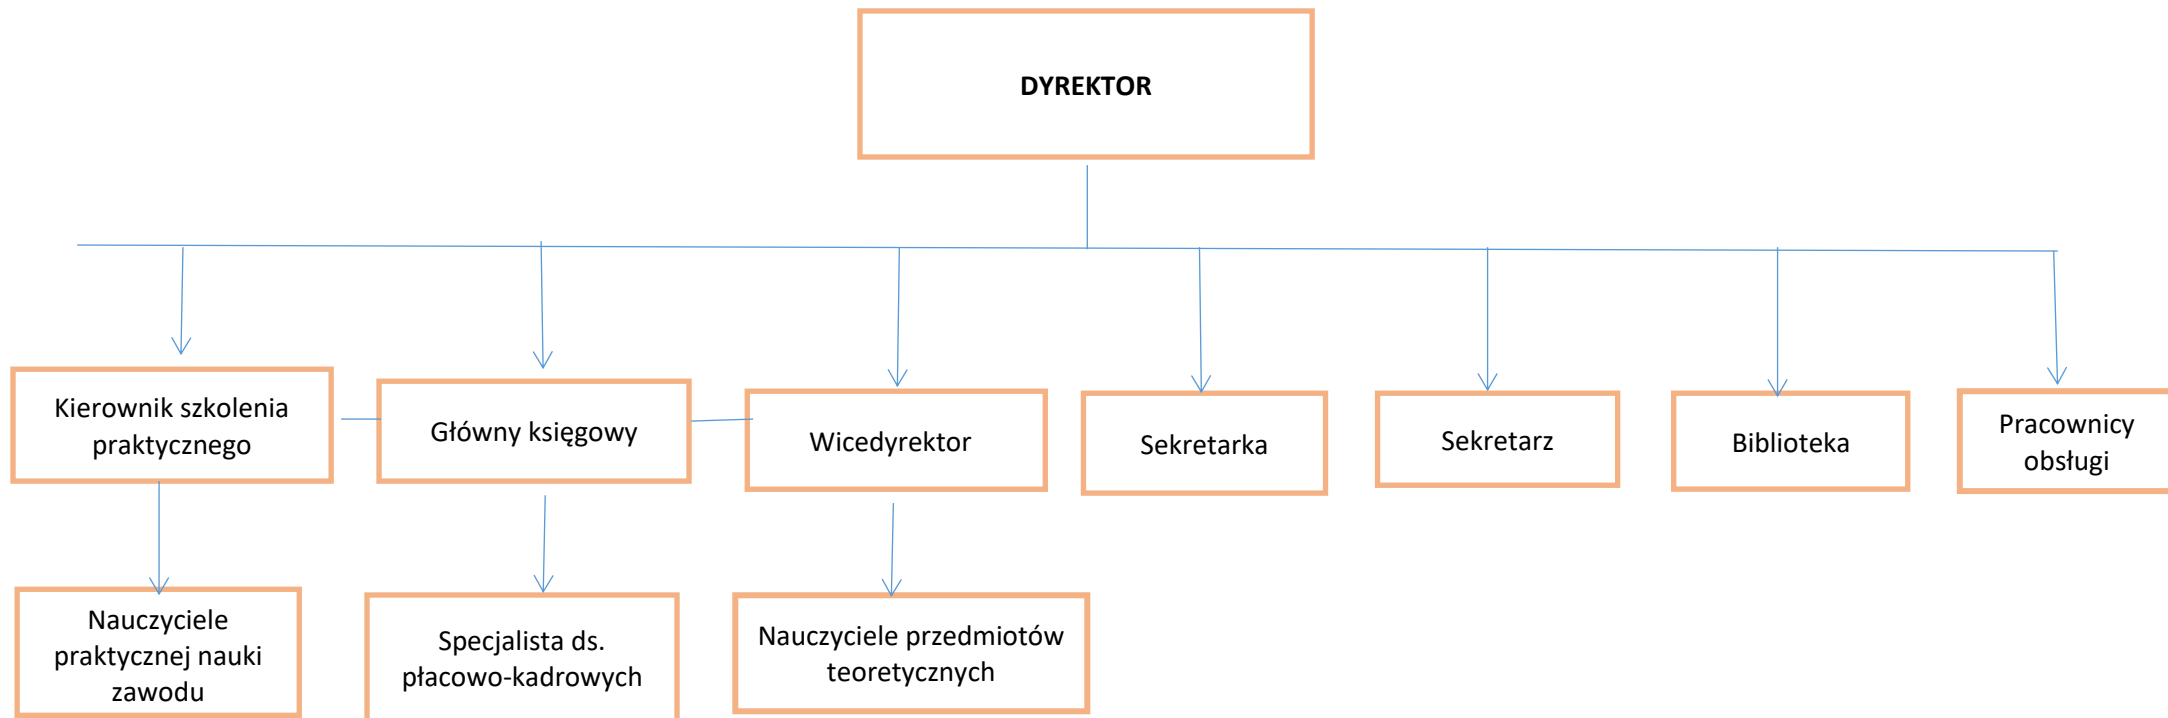 DYREKTOR
Kierownik szkolenia
praktycznego
Główny księgowy
Wicedyrektor
Sekretarka
Sekretarz
Biblioteka
Pracownicy
obsługi
Nauczyciele
praktycznej nauki
zawodu
Specjalista ds.
płacowo-kadrowych
Nauczyciele przedmiotów
teoretycznych